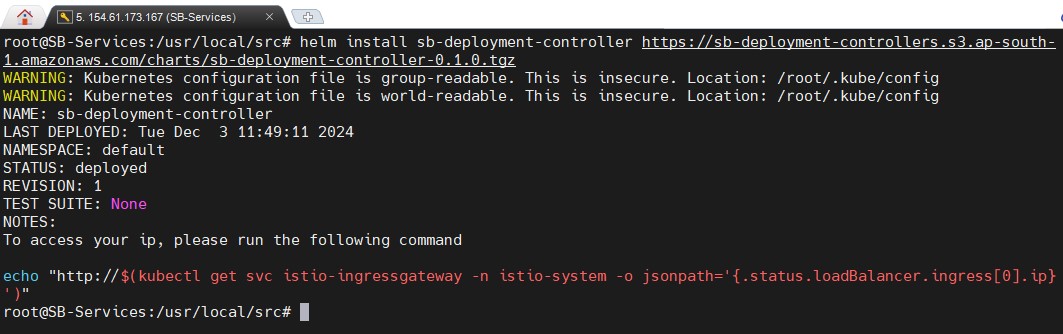 5. 154.61.173.167 (SB-Services)
root@SB-Services:/usr/local/src# helm install sb-deployment-controller https://sb-deployment-controllers.s3.ap-south-
1.amazonaws.com/charts/sb-deployment-controller-0.1.0.tgz
WARNING: Kubernetes configuration file is group-readable. This is insecure. Location: /root/.kube/config
WARNING: Kubernetes configuration file is world-readable. This is insecure. Location: /root/.kube/config
NAME: sb-deployment-controller
LAST DEPLOYED: Tue Dec  3 11:49:11 2024
NAMESPACE: default
STATUS: deployed
REVISION: 1
TEST SUITE: None
NOTES:
To access your ip, please run the following command
echo "http://$(kubectl get svc istio-ingressgateway -n istio-system -o jsonpath='{.status.loadBalancer.ingress[0].ip}
')"
root@SB-Services:/usr/local/src#